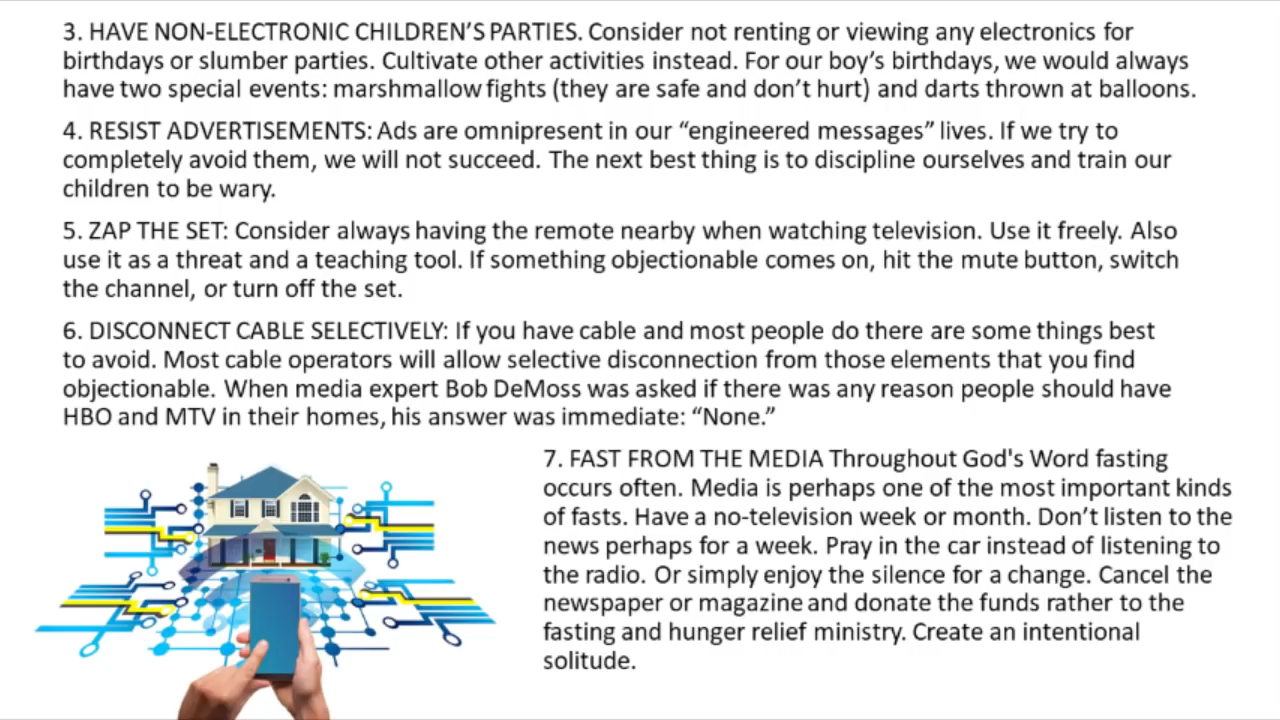 3. HAVE NON-ELECTRONIC CHILDREN’S PARTIES. Consider not renting or viewing any electronics for
birthdays or slumber parties. Cultivate other activities instead. For our boy’s birthdays, we would always
have two special events: marshmallow fights (they are safe and don’t hurt) and darts thrown at balloons.
4. RESIST ADVERTISEMENTS: Ads are omnipresent in our “engineered messages” lives. If we try to
completely avoid them, we will not succeed. The next best thing is to discipline ourselves and train our
children to be wary.
5. ZAP THE SET: Consider always having the remote nearby when watching television. Use it freely. Also
use it as a threat and a teaching tool. If something objectionable comes on, hit the mute button, switch
the channel, or turn off the set.
6. DISCONNECT CABLE SELECTIVELY: If you have cable and most people do there are some things best
to avoid. Most cable operators will allow selective disconnection from those elements that you find
objectionable. When media expert Bob DeMoss was asked if there was any reason people should have
HBO and MTV in their homes, his answer was immediate: “None.”
7. FAST FROM THE MEDIA Throughout God's Word fasting
occurs often. Media is perhaps one of the most important kinds
of fasts. Have a no-television week or month. Don’t listen to the
news perhaps for a week. Pray in the car instead of listening to
the radio. Or simply enjoy the silence for a change. Cancel the
newspaper or magazine and donate the funds rather to the
fasting and hunger relief ministry. Create an intentional
solitude.